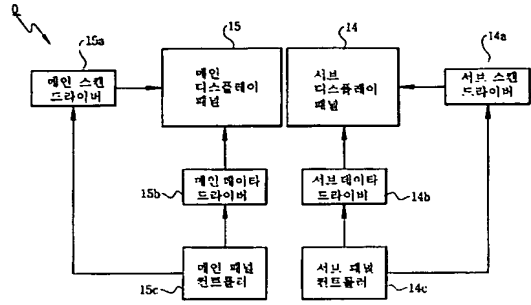 D
15a
15
14
14a
메인 스캔
드라이버
메인
디스플레이
패널
서브
디스플레이
패널
서브 스캔
드라이버
15b
메인 데이타
드라이버
서브 데이타
드라이버
14b
15c
메인 패널
컨트롤러
서브 패널
컨트롤러
14c